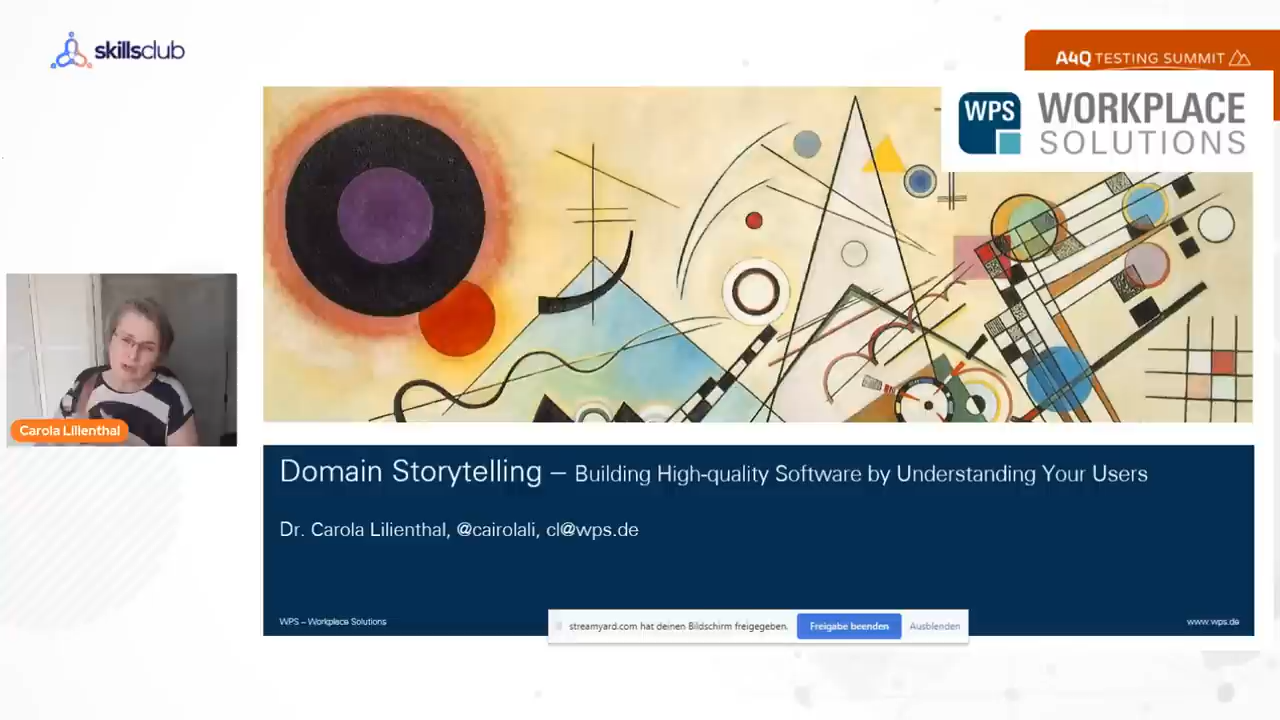 skillsclub
A4Q TESTING SUMMIT
WPS WORKPLACE
SOLUTIONS
Carola Lilienthal
Domain Storytelling – Building High-quality Software by Understanding Your Users
Dr. Carola Lilienthal, @cairolali, cl@wps.de
WPS – Workplace Solutions
streamyard.com hat deinen Bildschirm freigegeben. Freigabe beenden Ausblenden
www.wps.de